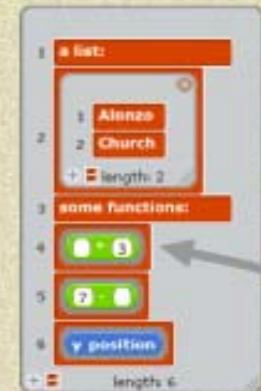 1 a list:
1 Alonzo
2 Church
2
+ length: 2
3 some functions:
4 * 3
5 7 -
6 y position
+ length: 6